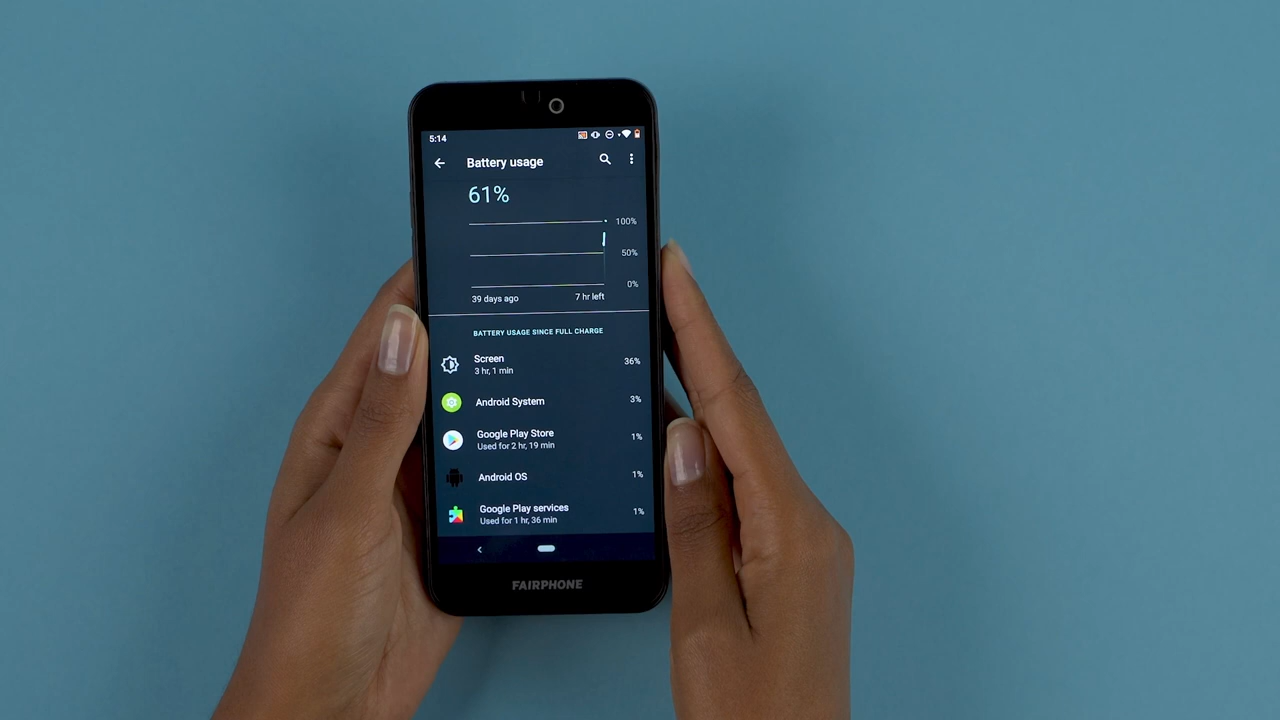 5:14
Battery usage
61%
100%
50%
0%
39 days ago
7 hr left
BATTERY USAGE SINCE FULL CHARGE
Screen
36%
3 hr, 1 min
Android System
3%
Google Play Store
1%
Used for 2 hr, 19 min
Android OS
1%
Google Play services
1%
Used for 1 hr, 36 min
FAIRPHONE